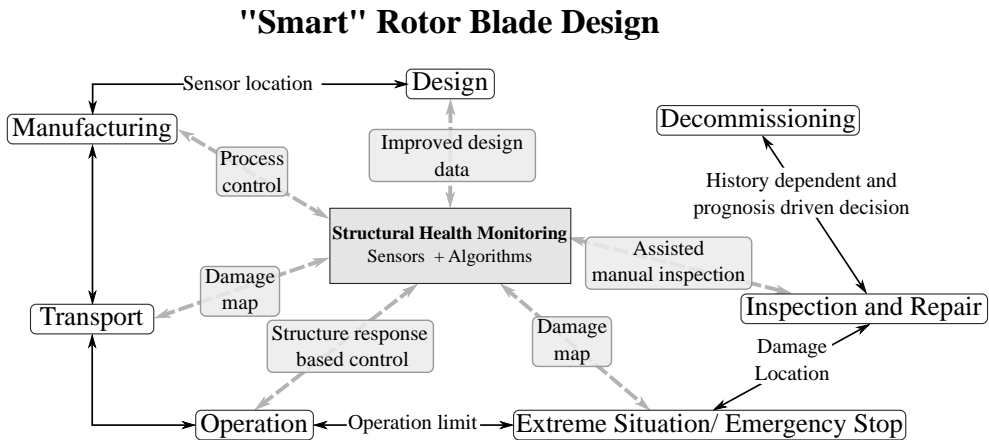 "Smart" Rotor Blade Design
Sensor location
Design
Manufacturing
Decommissioning
Improved design
data
Process
control
History dependent and
prognosis driven decision
Structural Health Monitoring
Sensors + Algorithms
Assisted
manual inspection
Damage
map
Transport
Inspection and Repair
Structure response
based control
Damage
map
Damage
Location
Operation
Operation limit
Extreme Situation/ Emergency Stop